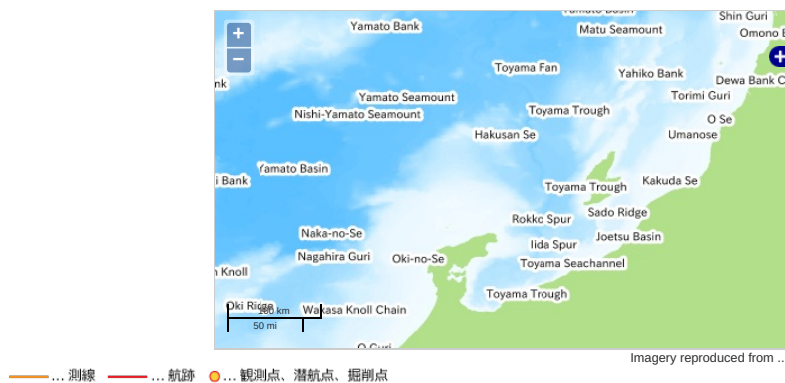 Yamato Basin
Shin Guri
Yamato Bank
Matu Seamount
Omono B
Toyama Fan
Yahiko Bank
Dewa Bank C
nk
Yamato Seamount
Torimi Guri
Nishi-Yamato Seamount
Toyama Trough
O Se
Hakusan Se
Umanose
Yamato Basin
i Bank
Toyama Trough
Kakuda Se
Rokko Spur
Sado Ridge
Naka-no-Se
Iida Spur
Joetsu Basin
Nagahira Guri
Oki-no-Se
Toyama Seachannel
n Knoll
Toyama Trough
Oki Ridge
100 km
Wakasa Knoll Chain
50 mi
O Guri
Imagery reproduced from ...
... 測線 ... 航跡 ... 観測点、潜航点、掘削点